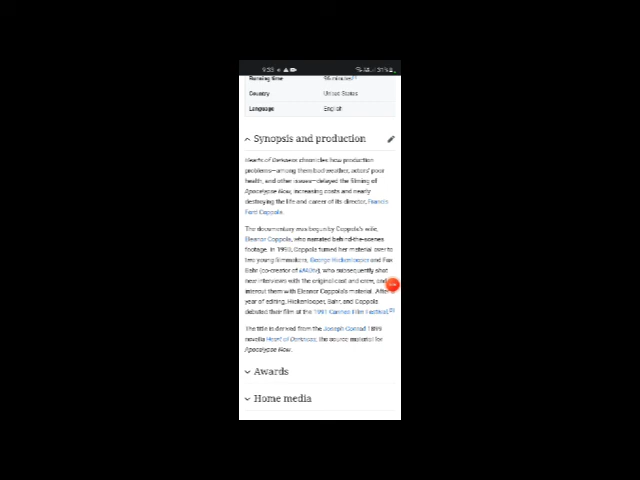 9:33
Running time 96 minutes
Country United States
Language English
Synopsis and production
Hearts of Darkness chronicles how production
problems—among them bad weather, actors' poor
health, and other issues—delayed the filming of
Apocalypse Now, increasing costs and nearly
destroying the life and career of its director, Francis
Ford Coppola.
The documentary was begun by Coppola's wife,
Eleanor Coppola, who narrated behind-the-scenes
footage. In 1990, Coppola turned her material over to
two young filmmakers, George Hickenlooper and Fax
Bahr (co-creator of MADtv), who subsequently shot
new interviews with the original cast and crew, and
intercut them with Eleanor Coppola's material. After
year of editing, Hickenlooper, Bahr, and Coppola
debuted their film at the 1991 Cannes Film Festival.
The title is derived from the Joseph Conrad 1899
novella Heart of Darkness, the source material for
Apocalypse Now.
Awards
Home media